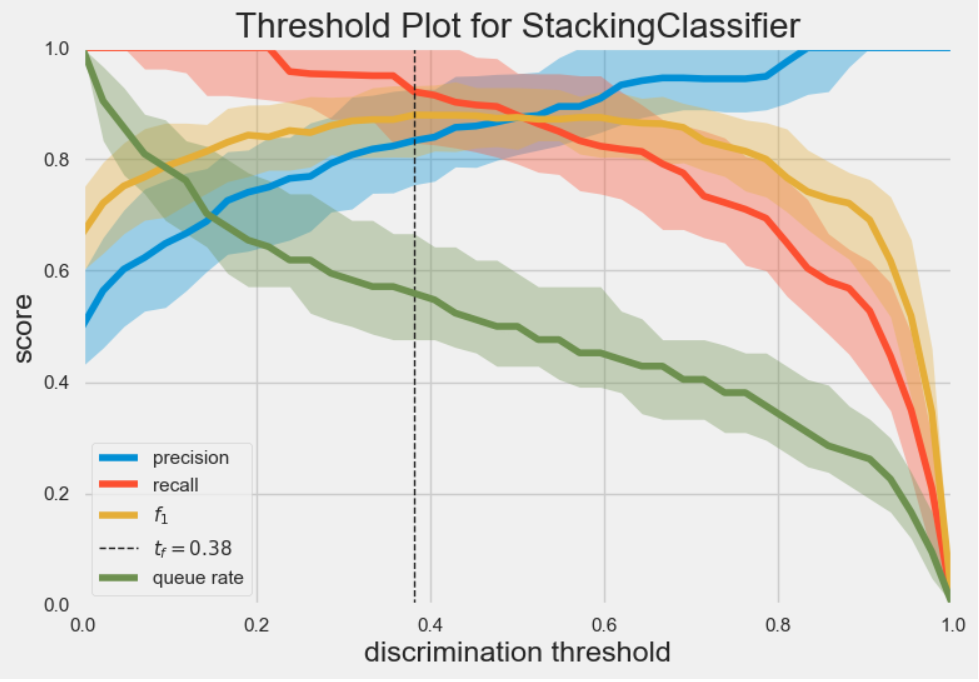 Threshold Plot for StackingClassifier
1.0
0.8
0.6
0.4
0.2
0.0
score
precision
recall
f₁
t_f = 0.38
queue rate
0.0 0.2 0.4 0.6 0.8 1.0
discrimination threshold